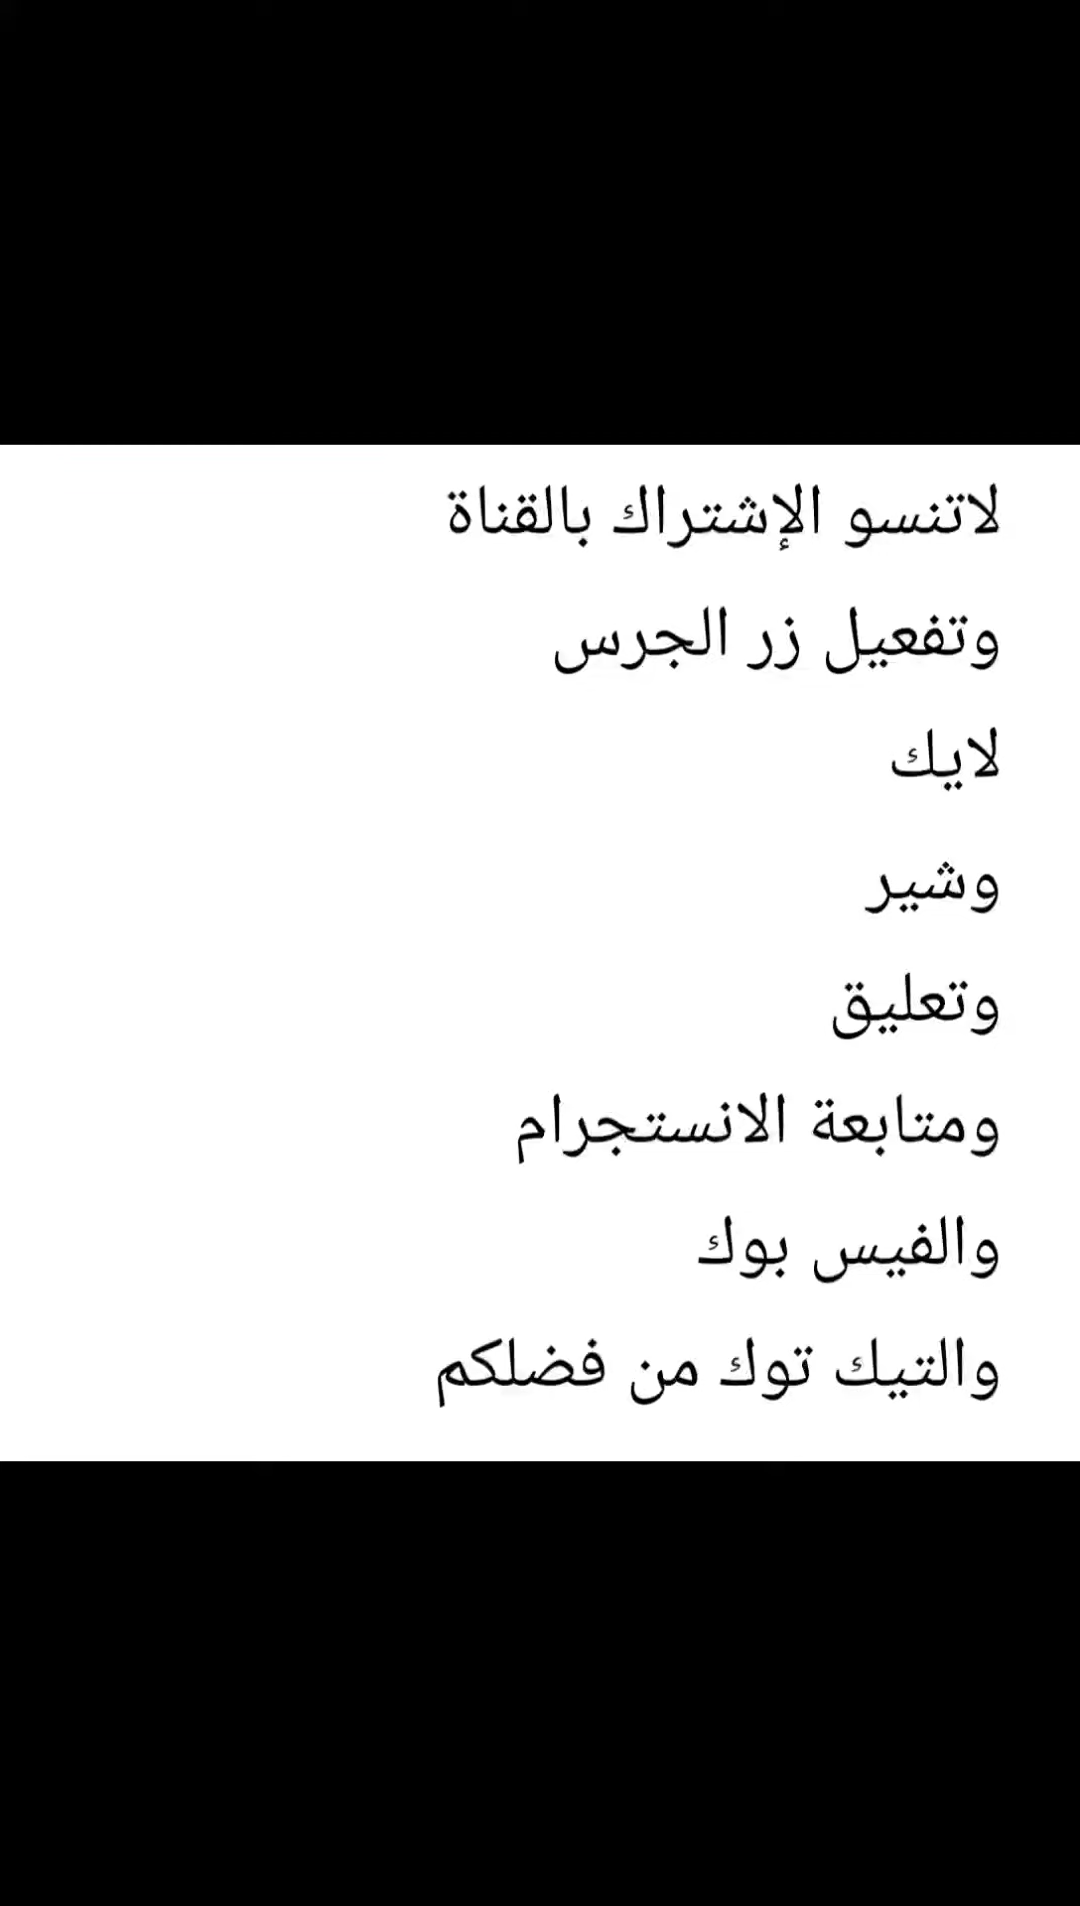 لاتنسو الإشتراك بالقناة
وتفعيل زر الجرس
لايك
وشير
وتعليق
ومتابعة الانستجرام
والفيس بوك
والتيك توك من فضلكم